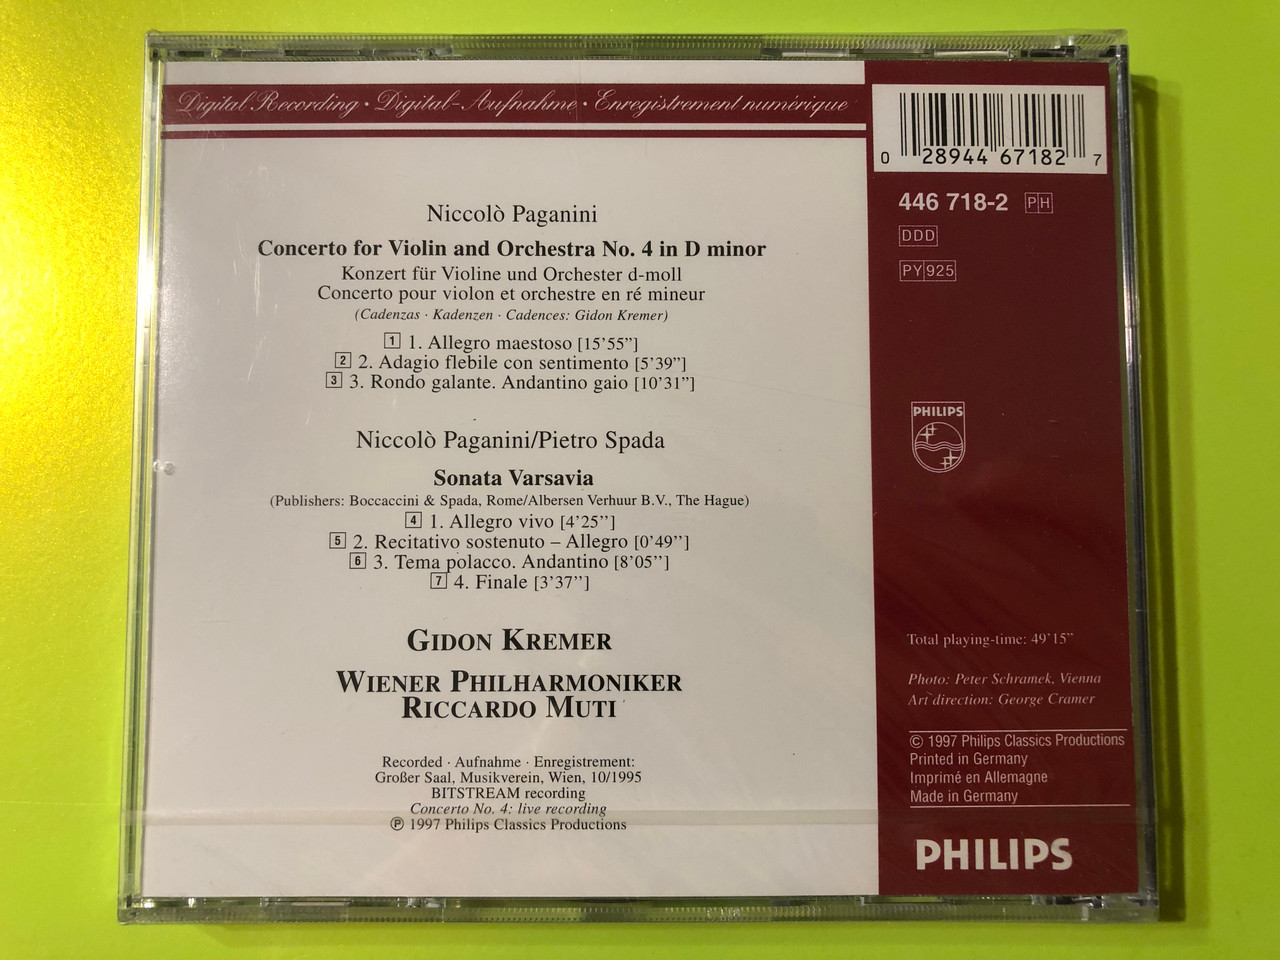 Digital Recording · Digital-Aufnahme · Enregistrement numérique
Niccolò Paganini
Concerto for Violin and Orchestra No. 4 in D minor
Konzert für Violine und Orchester d-moll
Concerto pour violon et orchestre en ré mineur
(Cadenzas · Kadenzen · Cadences: Gidon Kremer)
1 1. Allegro maestoso [15’55”]
2 2. Adagio flebile con sentimento [5’39”]
3 3. Rondo galante. Andantino gaio [10’31”]
Niccolò Paganini/Pietro Spada
Sonata Varsavia
(Publishers: Boccaccini & Spada, Rome/Albersen Verhuur B.V., The Hague)
4 1. Allegro vivo [4’25”]
5 2. Recitativo sostenuto – Allegro [0’49”]
6 3. Tema polacco. Andantino [8’05”]
7 4. Finale [3’37”]
GIDON KREMER
WIENER PHILHARMONIKER
RICCARDO MUTI
Recorded · Aufnahme · Enregistrement:
Großer Saal, Musikverein, Wien, 10/1995
BITSTREAM recording
Concerto No. 4: live recording
℗ 1997 Philips Classics Productions
0 28944 67182 7
446 718-2 PH
DDD
PY 925
PHILIPS
Total playing-time: 49’15”
Photo: Peter Schramek, Vienna
Art direction: George Cramer
© 1997 Philips Classics Productions
Printed in Germany
Imprimé en Allemagne
Made in Germany
PHILIPS